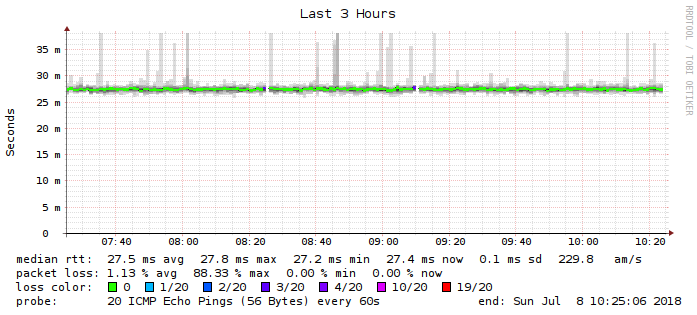 Last 3 Hours
RRDTOOL / TOBI OETIKER
Seconds
35 m
30 m
25 m
20 m
15 m
10 m
5 m
0
07:40 08:00 08:20 08:40 09:00 09:20 09:40 10:00 10:20
median rtt: 27.5 ms avg 27.8 ms max 27.2 ms min 27.4 ms now 0.1 ms sd 229.8 am/s
packet loss: 1.13 % avg 88.33 % max 0.00 % min 0.00 % now
loss color: 0 1/20 2/20 3/20 4/20 10/20 19/20
probe: 20 ICMP Echo Pings (56 Bytes) every 60s end: Sun Jul 8 10:25:06 2018